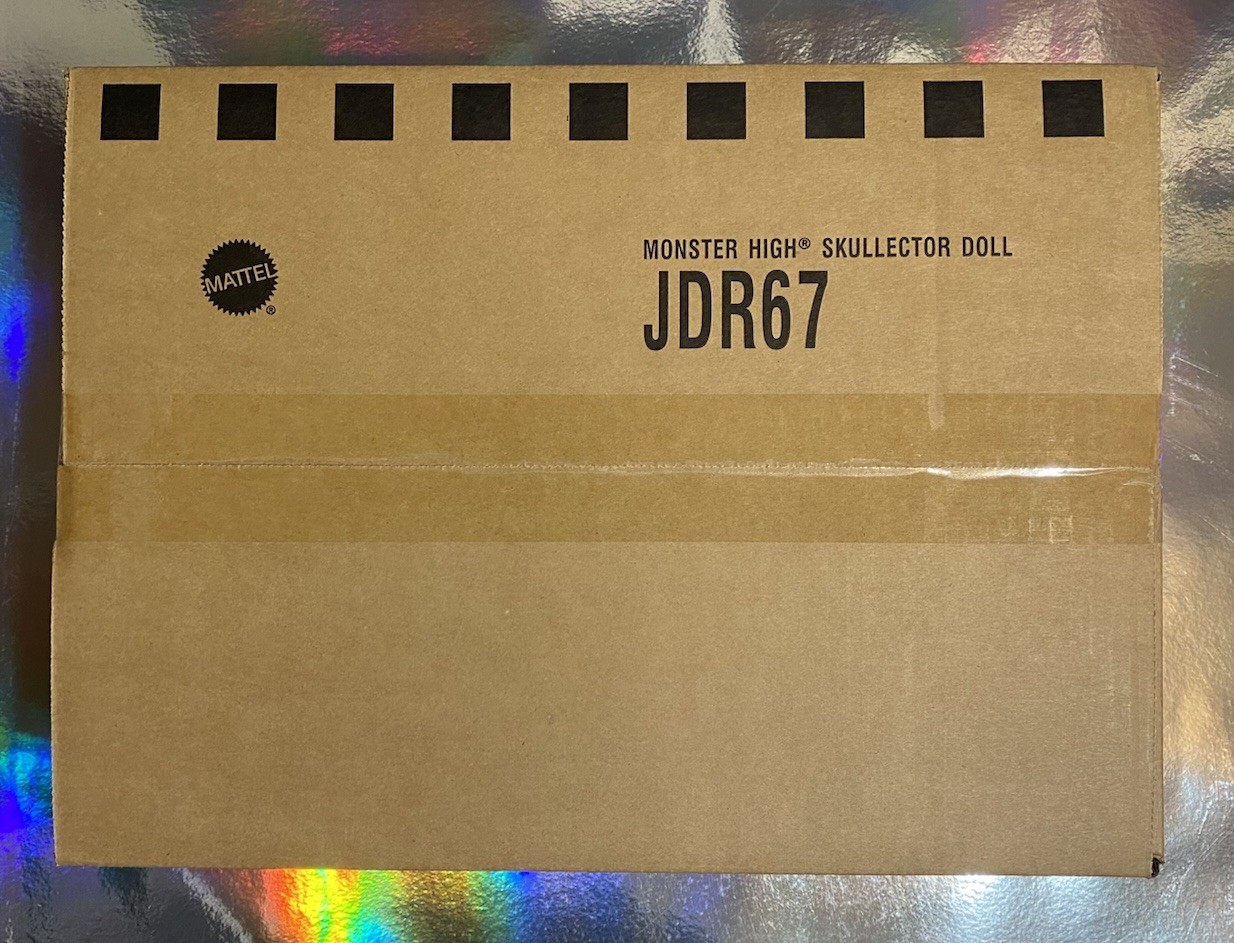 MONSTER HIGH® SKULLECTOR DOLL
MATTEL®
JDR67